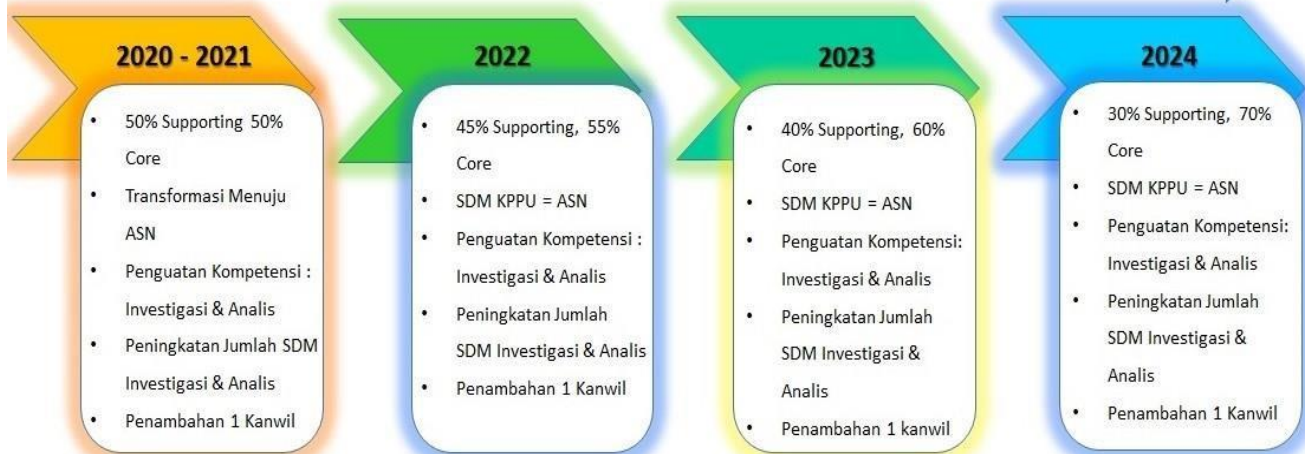 2020 - 2021
• 50% Supporting 50%
Core
• Transformasi Menuju
ASN
• Penguatan Kompetensi :
Investigasi & Analis
• Peningkatan Jumlah SDM
Investigasi & Analis
• Penambahan 1 Kanwil
2022
• 45% Supporting, 55%
Core
• SDM KPPU = ASN
• Penguatan Kompetensi :
Investigasi & Analis
• Peningkatan Jumlah
SDM Investigasi & Analis
• Penambahan 1 Kanwil
2023
• 40% Supporting, 60%
Core
• SDM KPPU = ASN
• Penguatan Kompetensi:
Investigasi & Analis
• Peningkatan Jumlah
SDM Investigasi &
Analis
• Penambahan 1 kanwil
2024
• 30% Supporting, 70%
Core
• SDM KPPU = ASN
• Penguatan Kompetensi:
Investigasi & Analis
• Peningkatan Jumlah
SDM Investigasi &
Analis
• Penambahan 1 Kanwil